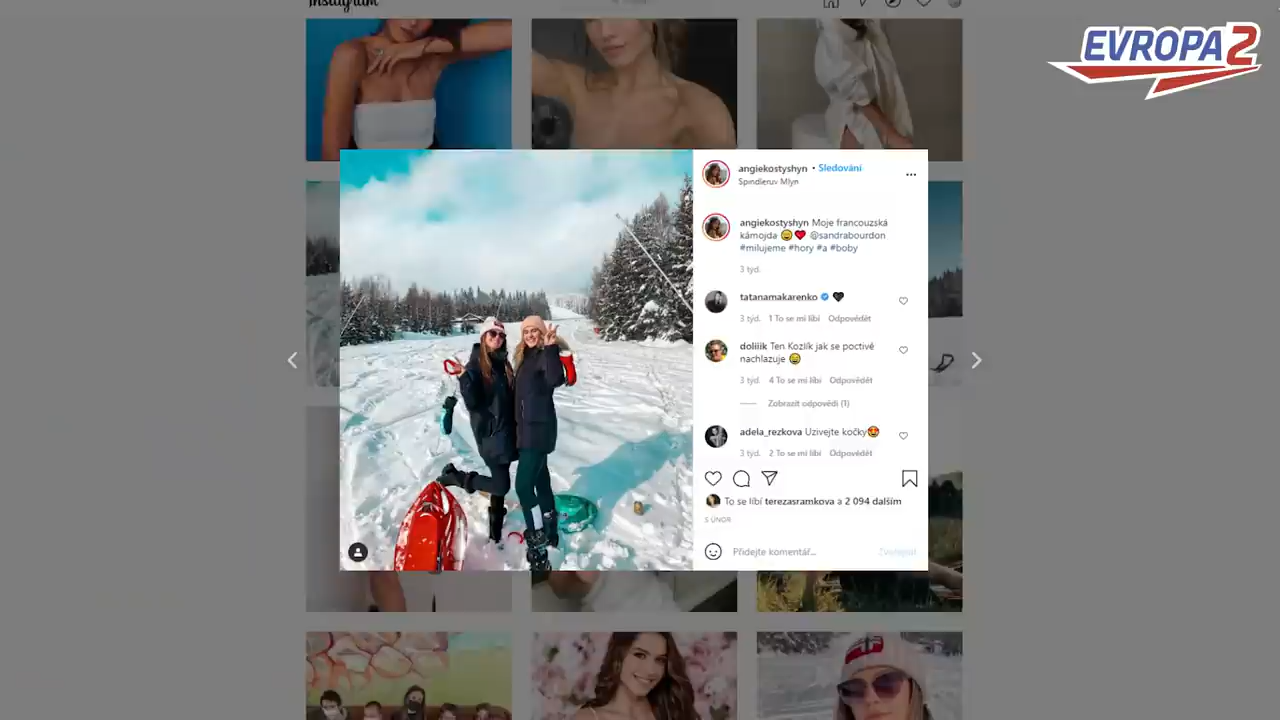 Instagram
EVROPA 2
angiekostyshyn • Sledování
Spindleruv Mlyn
angiekostyshyn Moje francouzská
kámojda 😄❤️ @sandrabourdon
#milujeme #hory #a #boby
3 týd.
tatanamakarenko 🖤
3 týd. 1 To se mi líbí Odpovědět
doliiik Ten Kozlík jak se poctivě
nachlazuje 😄
3 týd. 4 To se mi líbí Odpovědět
Zobrazit odpovědi (1)
adela_rezkova Uzivejte kočky😍
3 týd. 2 To se mi líbí Odpovědět
To se líbí terezasramkova a 2 094 dalším
5 ÚNOR
Přidejte komentář...
Zveřejnit